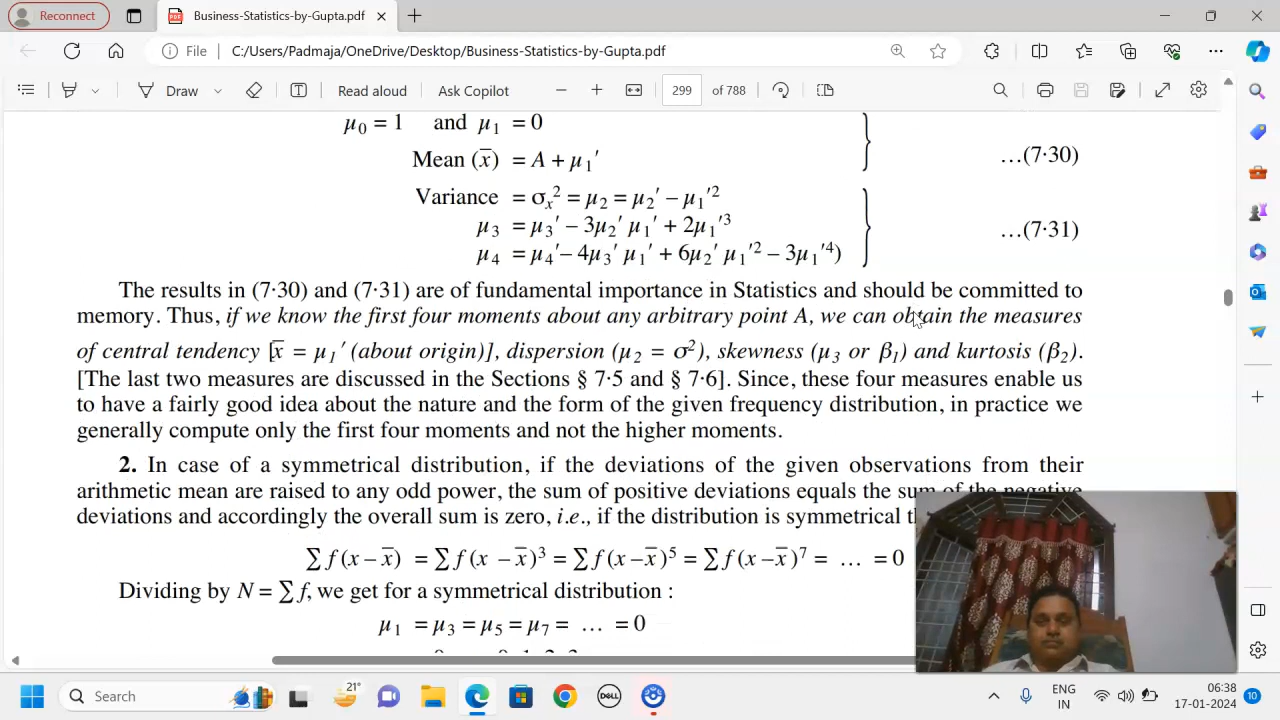 Reconnect
Business-Statistics-by-Gupta.pdf
File
C:/Users/Padmaja/OneDrive/Desktop/Business-Statistics-by-Gupta.pdf
Draw
Read aloud
Ask Copilot
299
of 788
μ0 = 1 and μ1 = 0
Mean (x̅) = A + μ1′
...(7·30)
Variance = σx² = μ2 = μ2′ – μ1′²
μ3 = μ3′ – 3μ2′ μ1′ + 2μ1′³
...(7·31)
μ4 = μ4′– 4μ3′ μ1′ + 6μ2′ μ1′² – 3μ1′⁴)
The results in (7·30) and (7·31) are of fundamental importance in Statistics and should be committed to
memory. Thus, if we know the first four moments about any arbitrary point A, we can obtain the measures
of central tendency [x̅ = μ1′ (about origin)], dispersion (μ2 = σ²), skewness (μ3 or β1) and kurtosis (β2).
[The last two measures are discussed in the Sections § 7·5 and § 7·6]. Since, these four measures enable us
to have a fairly good idea about the nature and the form of the given frequency distribution, in practice we
generally compute only the first four moments and not the higher moments.
2. In case of a symmetrical distribution, if the deviations of the given observations from their
arithmetic mean are raised to any odd power, the sum of positive deviations equals the sum of the negative
deviations and accordingly the overall sum is zero, i.e., if the distribution is symmetrical
∑ f (x – x̅) = ∑ f (x – x̅)³ = ∑ f (x – x̅)⁵ = ∑ f (x – x̅)⁷ = ... = 0
Dividing by N = ∑ f, we get for a symmetrical distribution :
μ1 = μ3 = μ5 = μ7 = ... = 0
Search
21°
DELL
ENG
IN
06:38
17-01-2024
10